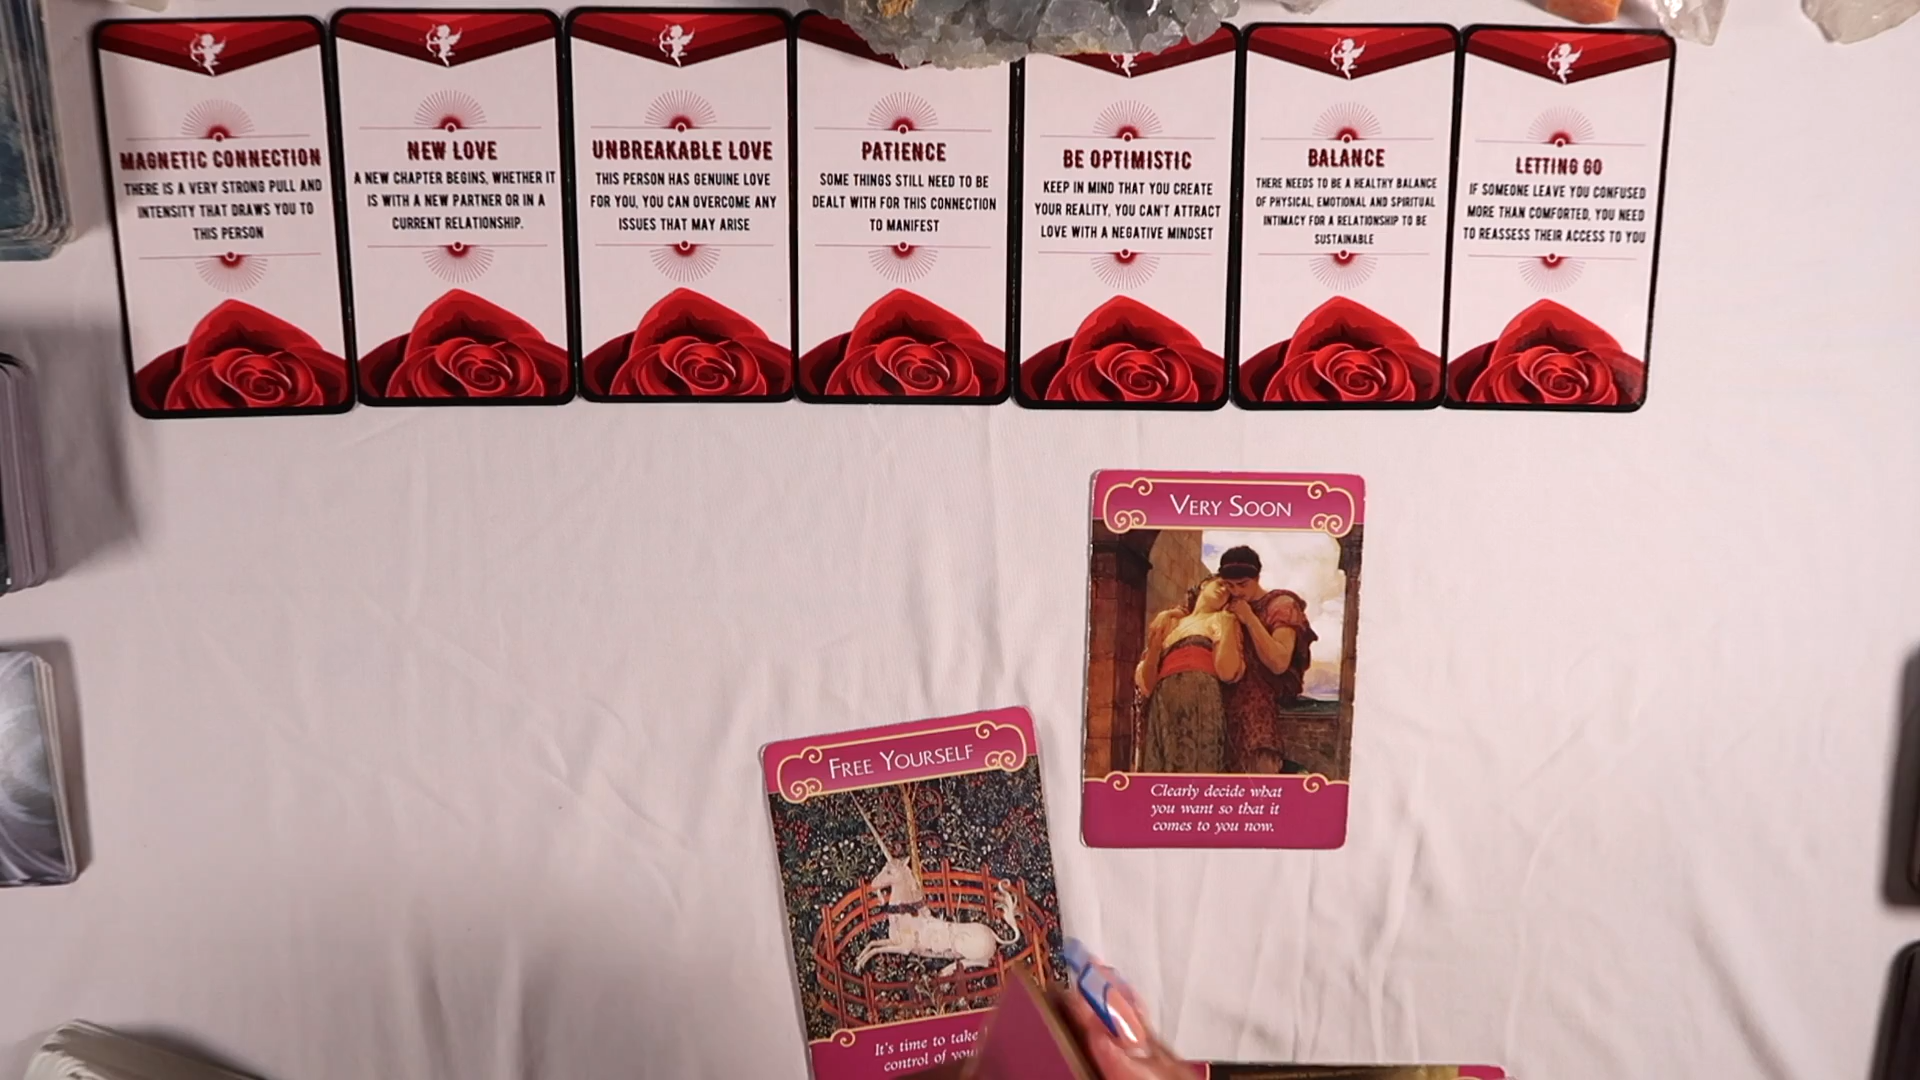 MAGNETIC CONNECTION
THERE IS A VERY STRONG PULL AND
INTENSITY THAT DRAWS YOU TO
THIS PERSON
NEW LOVE
A NEW CHAPTER BEGINS, WHETHER IT
IS WITH A NEW PARTNER OR IN A
CURRENT RELATIONSHIP.
UNBREAKABLE LOVE
THIS PERSON HAS GENUINE LOVE
FOR YOU, YOU CAN OVERCOME ANY
ISSUES THAT MAY ARISE
PATIENCE
SOME THINGS STILL NEED TO BE
DEALT WITH FOR THIS CONNECTION
TO MANIFEST
BE OPTIMISTIC
KEEP IN MIND THAT YOU CREATE
YOUR REALITY, YOU CAN'T ATTRACT
LOVE WITH A NEGATIVE MINDSET
BALANCE
THERE NEEDS TO BE A HEALTHY BALANCE
OF PHYSICAL, EMOTIONAL AND SPIRITUAL
INTIMACY FOR A RELATIONSHIP TO BE
SUSTAINABLE
LETTING GO
IF SOMEONE LEAVE YOU CONFUSED
MORE THAN COMFORTED, YOU NEED
TO REASSESS THEIR ACCESS TO YOU
VERY SOON
Clearly decide what
you want so that it
comes to you now.
FREE YOURSELF
It's time to take
control of